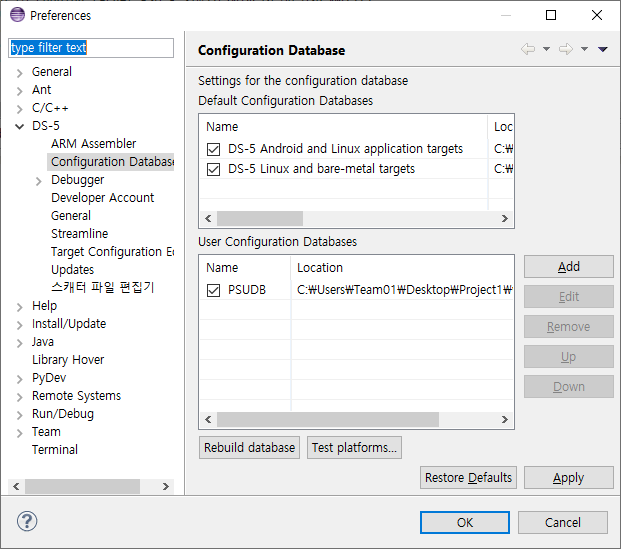 Preferences
type filter text
General
Ant
C/C++
DS-5
ARM Assembler
Configuration Database
Debugger
Developer Account
General
Streamline
Target Configuration E
Updates
스캐터 파일 편집기
Help
Install/Update
Java
Library Hover
PyDev
Remote Systems
Run/Debug
Team
Terminal
Configuration Database
Settings for the configuration database
Default Configuration Databases
Name Loc
DS-5 Android and Linux application targets C:₩
DS-5 Linux and bare-metal targets C:₩
User Configuration Databases
Name Location
PSUDB C:₩Users₩Team01₩Desktop₩Project1₩
Add
Edit
Remove
Up
Down
Rebuild database Test platforms...
Restore Defaults Apply
? OK Cancel